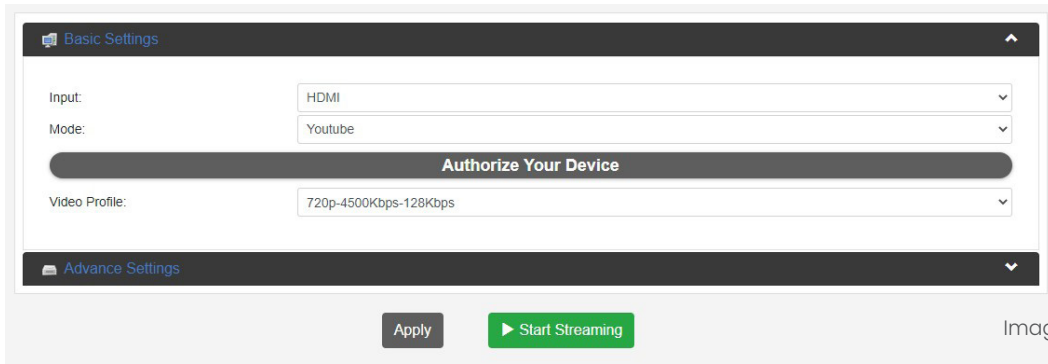 Basic Settings
Input: HDMI
Mode: Youtube
Authorize Your Device
Video Profile: 720p-4500Kbps-128Kbps
Advance Settings
Apply Start Streaming